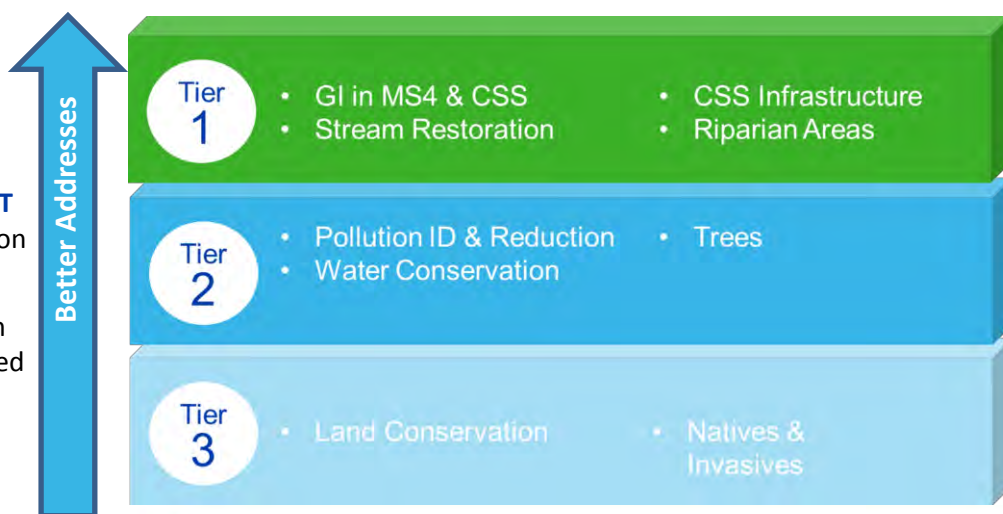 Better Addresses
T
on
n
ed
Tier
1
• GI in MS4 & CSS
• Stream Restoration
• CSS Infrastructure
• Riparian Areas
Tier
2
• Pollution ID & Reduction
• Water Conservation
• Trees
Tier
3
• Land Conservation
• Natives &
Invasives